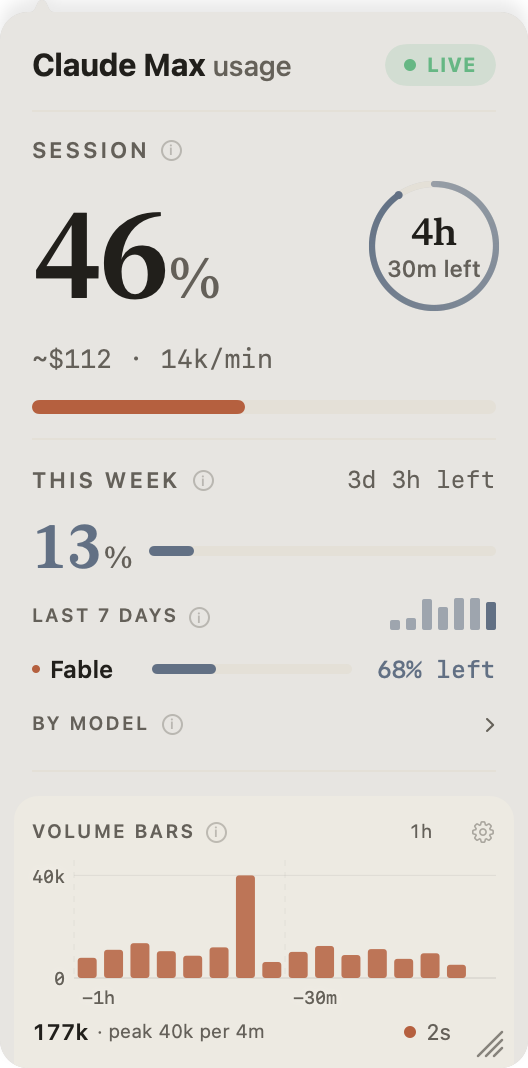 Claude Max usage
LIVE
SESSION
46%
4h
30m left
~$112 · 14k/min
THIS WEEK
3d 3h left
13%
LAST 7 DAYS
Fable
68% left
BY MODEL
VOLUME BARS
1h
40k
0
−1h
−30m
177k · peak 40k per 4m
2s